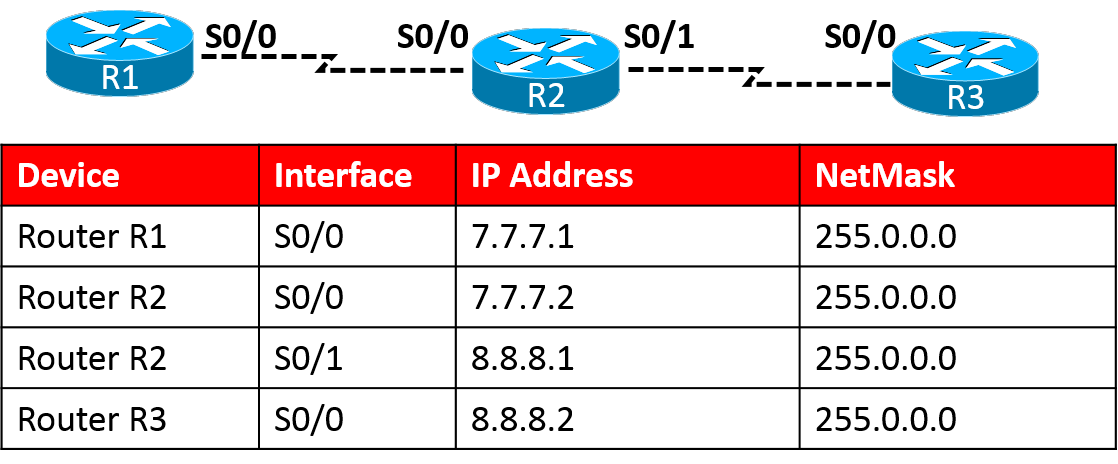 S0/0 S0/0 S0/1 S0/0
R1 R2 R3
Device Interface IP Address NetMask
Router R1 S0/0 7.7.7.1 255.0.0.0
Router R2 S0/0 7.7.7.2 255.0.0.0
Router R2 S0/1 8.8.8.1 255.0.0.0
Router R3 S0/0 8.8.8.2 255.0.0.0